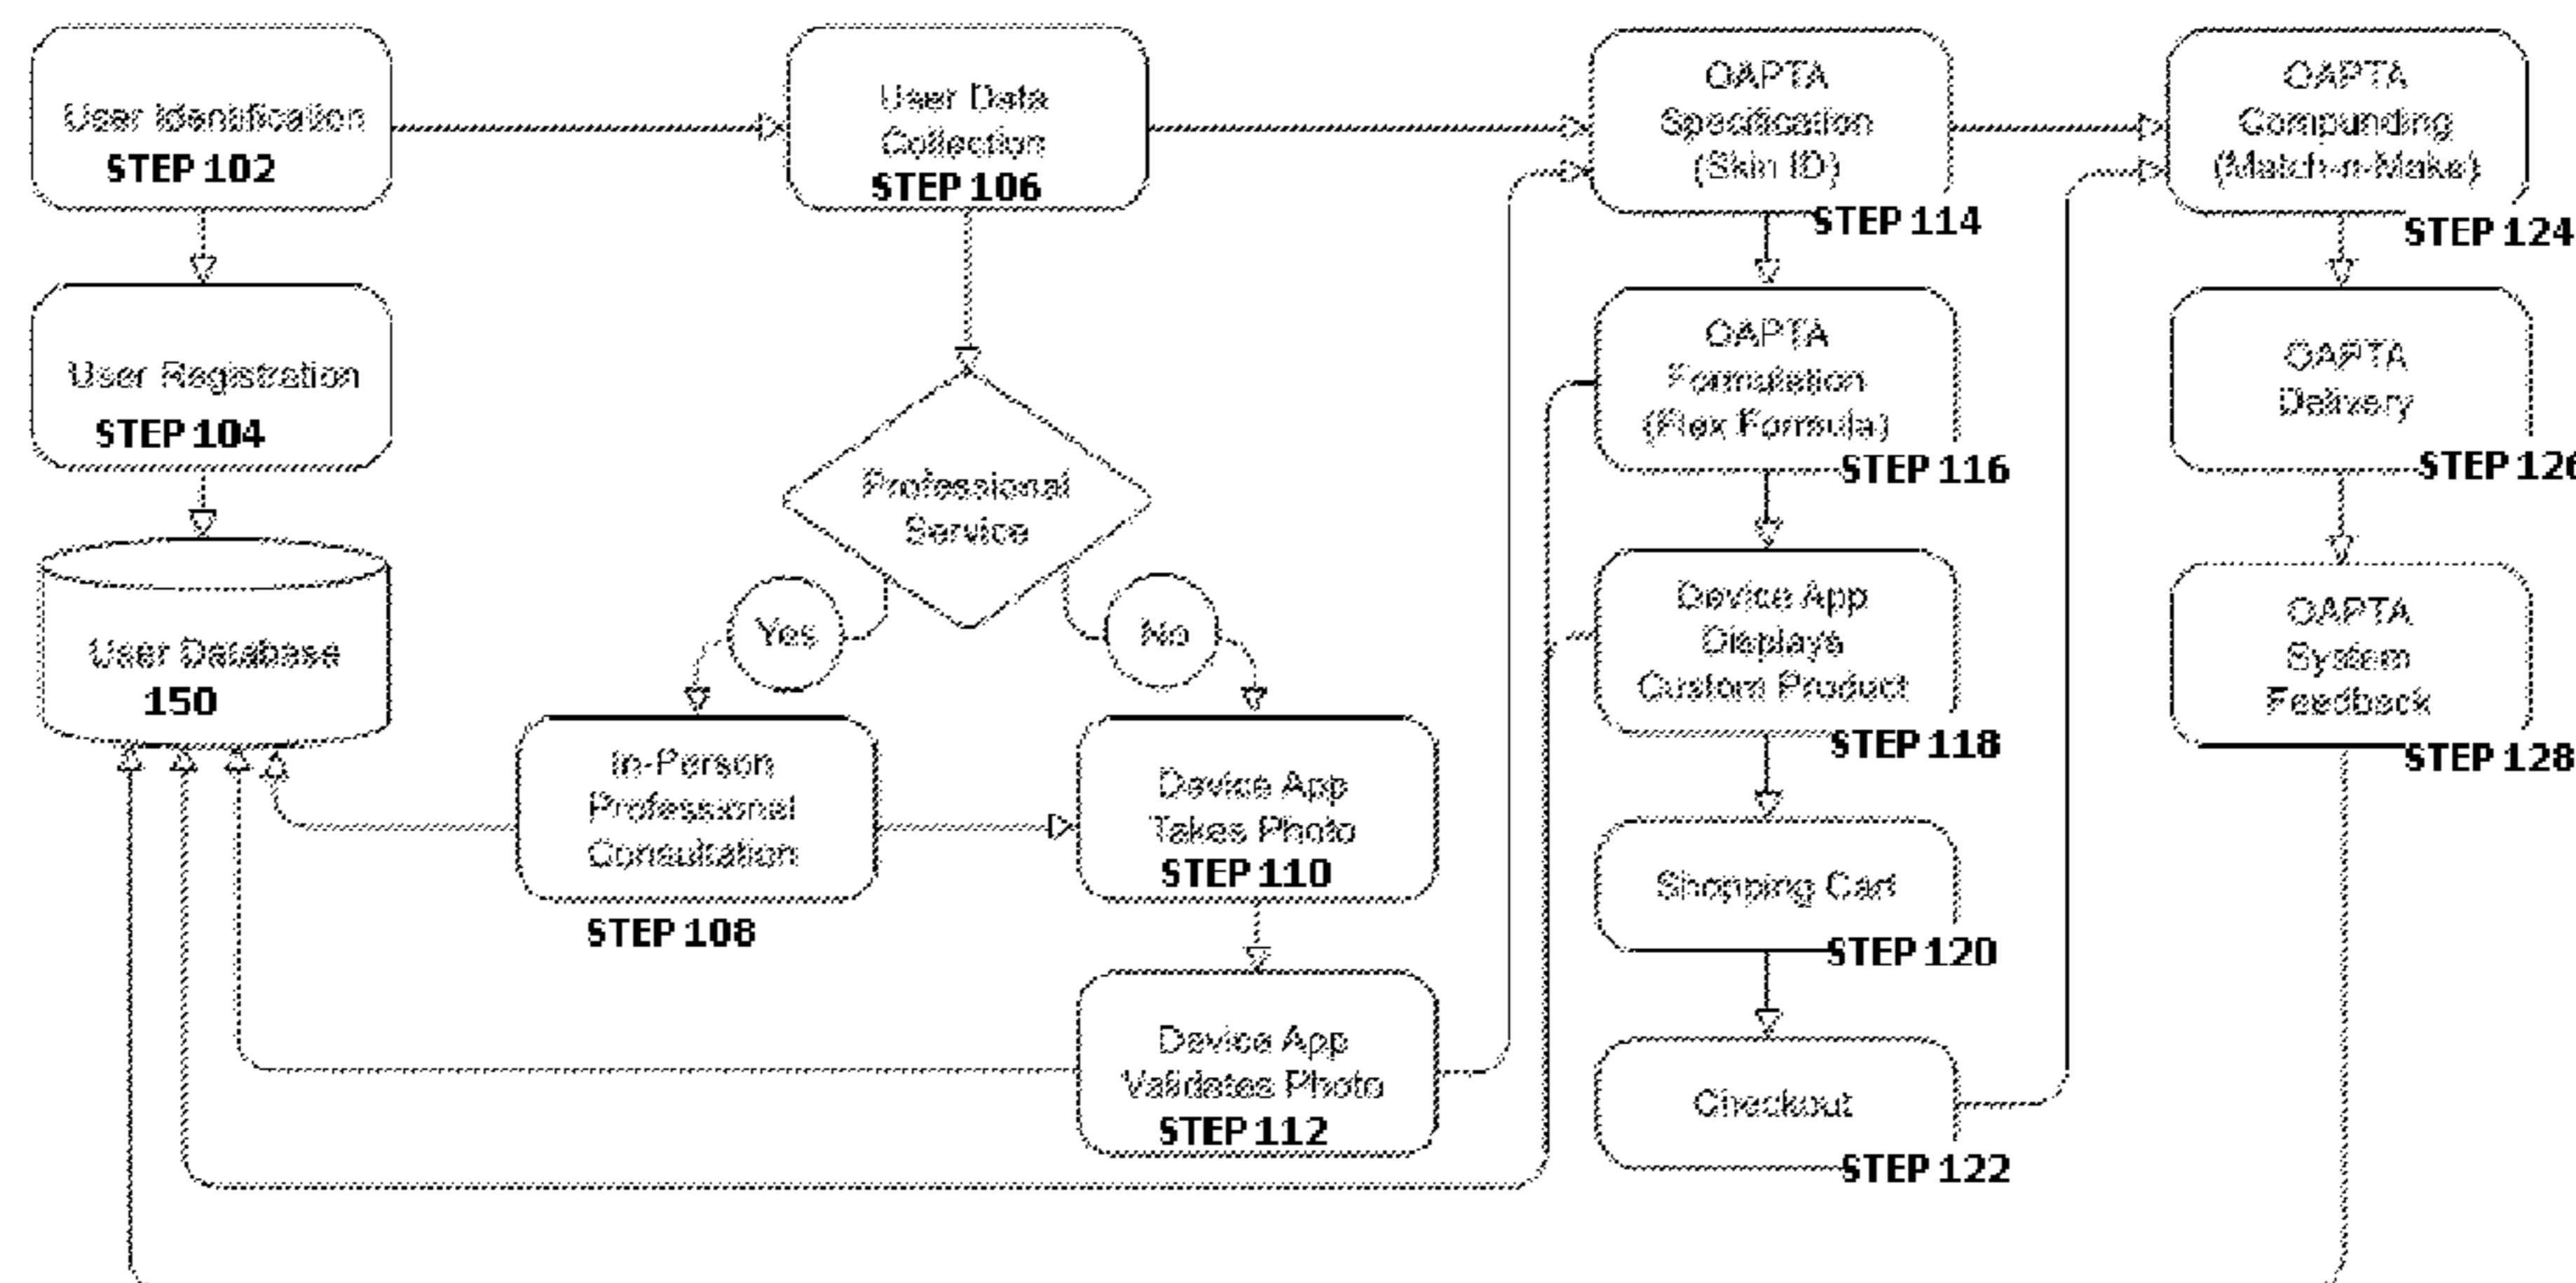 User Identification
STEP 102
User Registration
STEP 104
User Database
150
User Data
Collection
STEP 106
Professional
Service
Yes
No
In-Person
Professional
Consultation
STEP 108
Device App
Takes Photo
STEP 110
Device App
Validates Photo
STEP 112
OAPTA
Specification
(Skin ID)
STEP 114
OAPTA
Formulation
(Flex Formula)
STEP 116
Device App
Displays
Custom Product
STEP 118
Shopping Cart
STEP 120
Checkout
STEP 122
OAPTA
Compunding
(Match-n-Make)
STEP 124
OAPTA
Delivery
STEP 126
OAPTA
System
Feedback
STEP 128